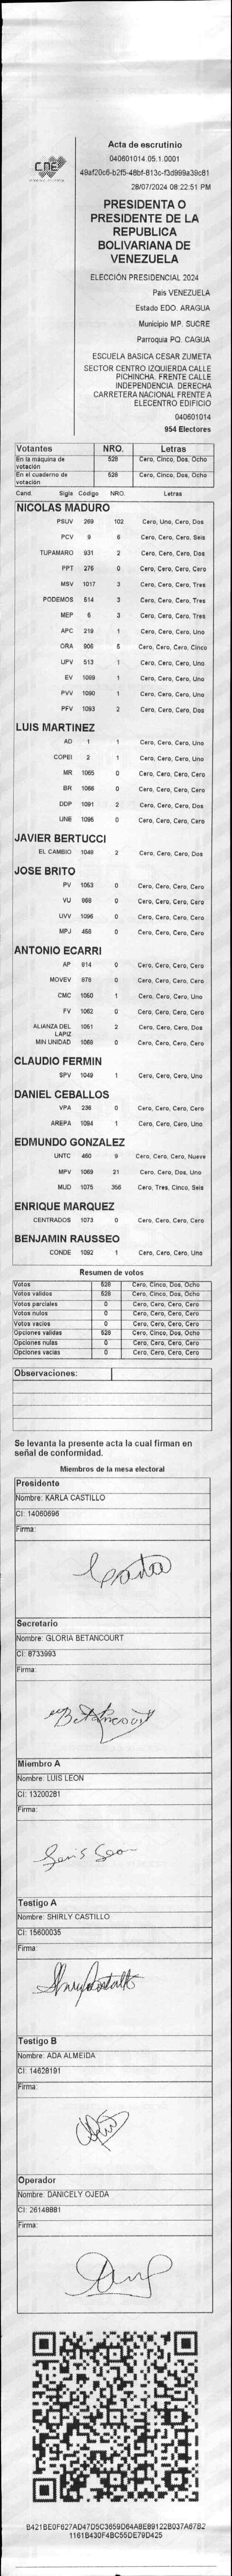 Acta de escrutinio
040601014.05.1.0001
49af20c6-b2f5-48bf-813c-f3d999a39c81
28/07/2024 08:22:51 PM
CNE
PRESIDENTA O
PRESIDENTE DE LA
REPUBLICA
BOLIVARIANA DE
VENEZUELA
ELECCIÓN PRESIDENCIAL 2024
Pais VENEZUELA
Estado EDO. ARAGUA
Municipio MP. SUCRE
Parroquia PQ. CAGUA
ESCUELA BASICA CESAR ZUMETA
SECTOR CENTRO IZQUIERDA CALLE
PICHINCHA. FRENTE CALLE
INDEPENDENCIA. DERECHA
CARRETERA NACIONAL FRENTE A
ELECENTRO EDIFICIO
040601014
954 Electores
Votantes NRO. Letras
En la maquina de votación 528 Cero, Cinco, Dos, Ocho
En el cuaderno de votación 528 Cero, Cinco, Dos, Ocho
Cand. Sigla Código NRO. Letras
NICOLAS MADURO
PSUV 269 102 Cero, Uno, Cero, Dos
PCV 9 6 Cero, Cero, Cero, Seis
TUPAMARO 931 2 Cero, Cero, Cero, Dos
PPT 276 0 Cero, Cero, Cero, Cero
MSV 1017 3 Cero, Cero, Cero, Tres
PODEMOS 514 3 Cero, Cero, Cero, Tres
MEP 6 3 Cero, Cero, Cero, Tres
APC 219 1 Cero, Cero, Cero, Uno
ORA 906 5 Cero, Cero, Cero, Cinco
UPV 513 1 Cero, Cero, Cero, Uno
EV 1099 1 Cero, Cero, Cero, Uno
PVV 1090 1 Cero, Cero, Cero, Uno
PFV 1093 2 Cero, Cero, Cero, Dos
LUIS MARTINEZ
AD 1 1 Cero, Cero, Cero, Uno
COPEI 2 1 Cero, Cero, Cero, Uno
MR 1065 0 Cero, Cero, Cero, Cero
BR 1066 0 Cero, Cero, Cero, Cero
DDP 1091 2 Cero, Cero, Cero, Dos
UNE 1095 0 Cero, Cero, Cero, Cero
JAVIER BERTUCCI
EL CAMBIO 1049 2 Cero, Cero, Cero, Dos
JOSE BRITO
PV 1053 0 Cero, Cero, Cero, Cero
VU 868 0 Cero, Cero, Cero, Cero
UVV 1096 0 Cero, Cero, Cero, Cero
MPJ 458 0 Cero, Cero, Cero, Cero
ANTONIO ECARRI
AP 814 0 Cero, Cero, Cero, Cero
MOVEV 878 0 Cero, Cero, Cero, Cero
CMC 1050 1 Cero, Cero, Cero, Uno
FV 1062 0 Cero, Cero, Cero, Cero
ALIANZA DEL LAPIZ 1051 2 Cero, Cero, Cero, Dos
MIN UNIDAD 1068 0 Cero, Cero, Cero, Cero
CLAUDIO FERMIN
SPV 1049 1 Cero, Cero, Cero, Uno
DANIEL CEBALLOS
VPA 236 0 Cero, Cero, Cero, Cero
AREPA 1094 1 Cero, Cero, Cero, Uno
EDMUNDO GONZALEZ
UNTC 460 9 Cero, Cero, Cero, Nueve
MPV 1069 21 Cero, Cero, Dos, Uno
MUD 1075 356 Cero, Tres, Cinco, Seis
ENRIQUE MARQUEZ
CENTRADOS 1073 0 Cero, Cero, Cero, Cero
BENJAMIN RAUSSEO
CONDE 1092 1 Cero, Cero, Cero, Uno
Resumen de votos
Votos 528 Cero, Cinco, Dos, Ocho
Votos validos 528 Cero, Cinco, Dos, Ocho
Votos parciales 0 Cero, Cero, Cero, Cero
Votos nulos 0 Cero, Cero, Cero, Cero
Votos vacios 0 Cero, Cero, Cero, Cero
Opciones validas 528 Cero, Cinco, Dos, Ocho
Opciones nulas 0 Cero, Cero, Cero, Cero
Opciones vacias 0 Cero, Cero, Cero, Cero
Observaciones:
Se levanta la presente acta la cual firman en
señal de conformidad.
Miembros de la mesa electoral
Presidente
Nombre: KARLA CASTILLO
CI: 14060696
Firma:
Secretario
Nombre: GLORIA BETANCOURT
CI: 8733993
Firma:
Betancourt
Miembro A
Nombre: LUIS LEON
CI: 13200281
Firma:
Testigo A
Nombre: SHIRLY CASTILLO
CI: 15600035
Firma:
Testigo B
Nombre: ADA ALMEIDA
CI: 14628191
Firma:
Operador
Nombre: DANICELY OJEDA
CI: 26148881
Firma:
B421BE0F627AD47D5C3659D64A8E89122B037A67B2
1161B430F4BC55DE79D425